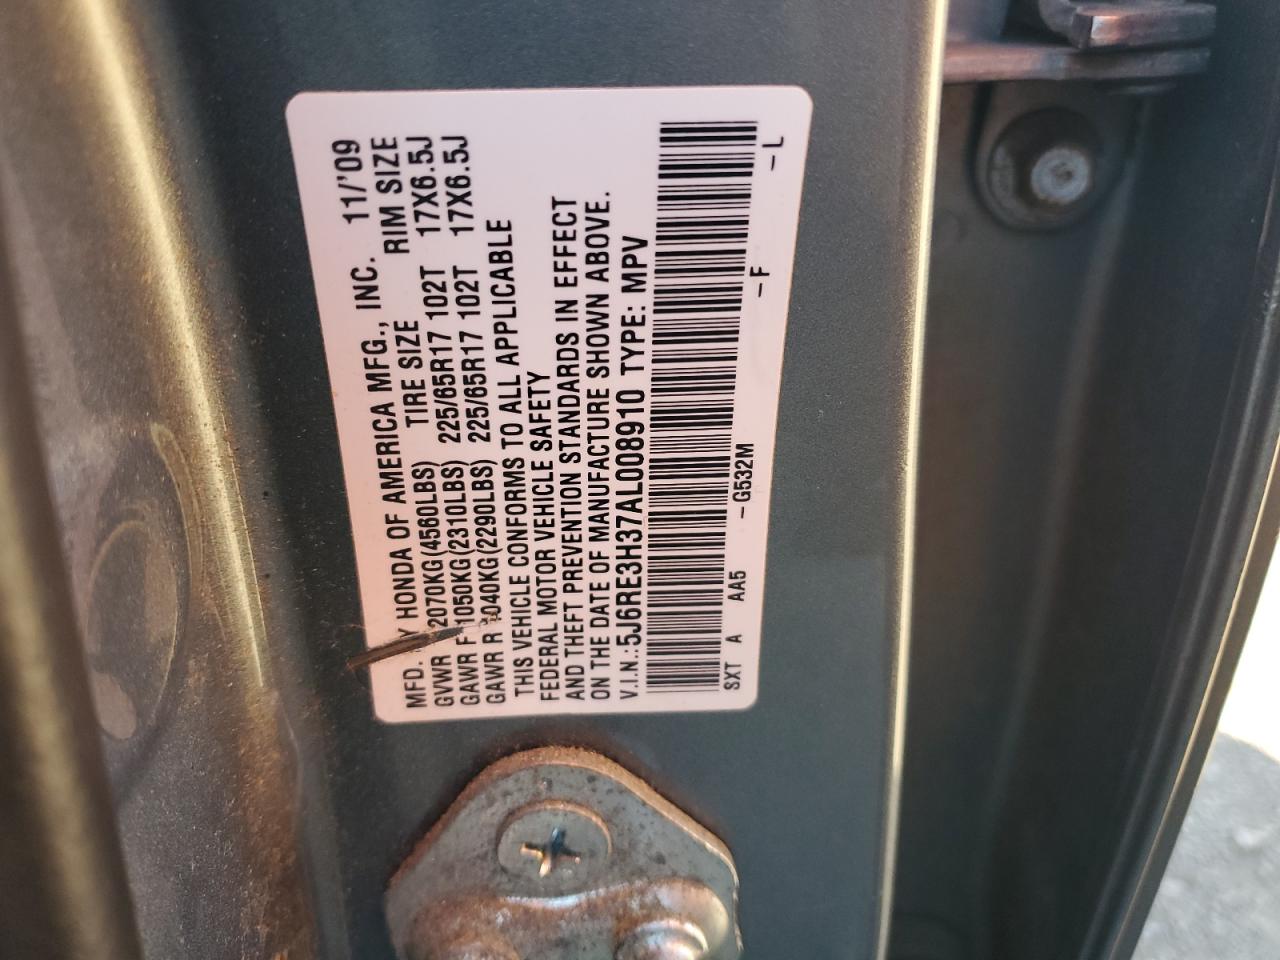 MFD. BY HONDA OF AMERICA MFG., INC. 11/'09
GVWR 2070KG(4560LBS) TIRE SIZE RIM SIZE
GAWR F 1050KG(2310LBS) 225/65R17 102T 17X6.5J
GAWR R 1040KG(2290LBS) 225/65R17 102T 17X6.5J
THIS VEHICLE CONFORMS TO ALL APPLICABLE
FEDERAL MOTOR VEHICLE SAFETY
AND THEFT PREVENTION STANDARDS IN EFFECT
ON THE DATE OF MANUFACTURE SHOWN ABOVE.
V.I.N.:5J6RE3H37AL008910 TYPE: MPV
SXT A AA5 -G532M -F -L